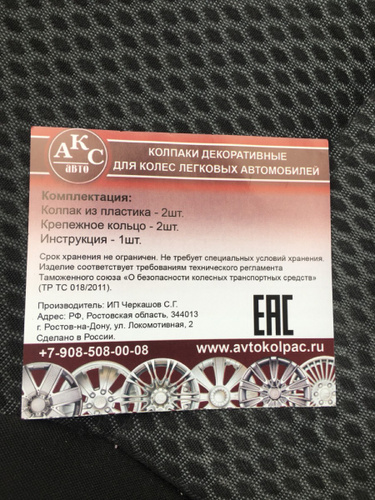 АКС
авто
КОЛПАКИ ДЕКОРАТИВНЫЕ
ДЛЯ КОЛЕС ЛЕГКОВЫХ АВТОМОБИЛЕЙ
Комплектация:
Колпак из пластика - 2шт.
Крепежное кольцо - 2шт.
Инструкция - 1шт.
Срок хранения не ограничен. Не требует специальных условий хранения.
Изделие соответствует требованиям технического регламента
Таможенного союза «О безопасности колесных транспортных средств»
(ТР ТС 018/2011).
Производитель: ИП Черкашов С.Г.
Адрес: РФ, Ростовская область, 344013
г. Ростов-на-Дону, ул. Локомотивная, 2
Сделано в России.
ЕАС
+7-908-508-00-08
www.avtokolpac.ru